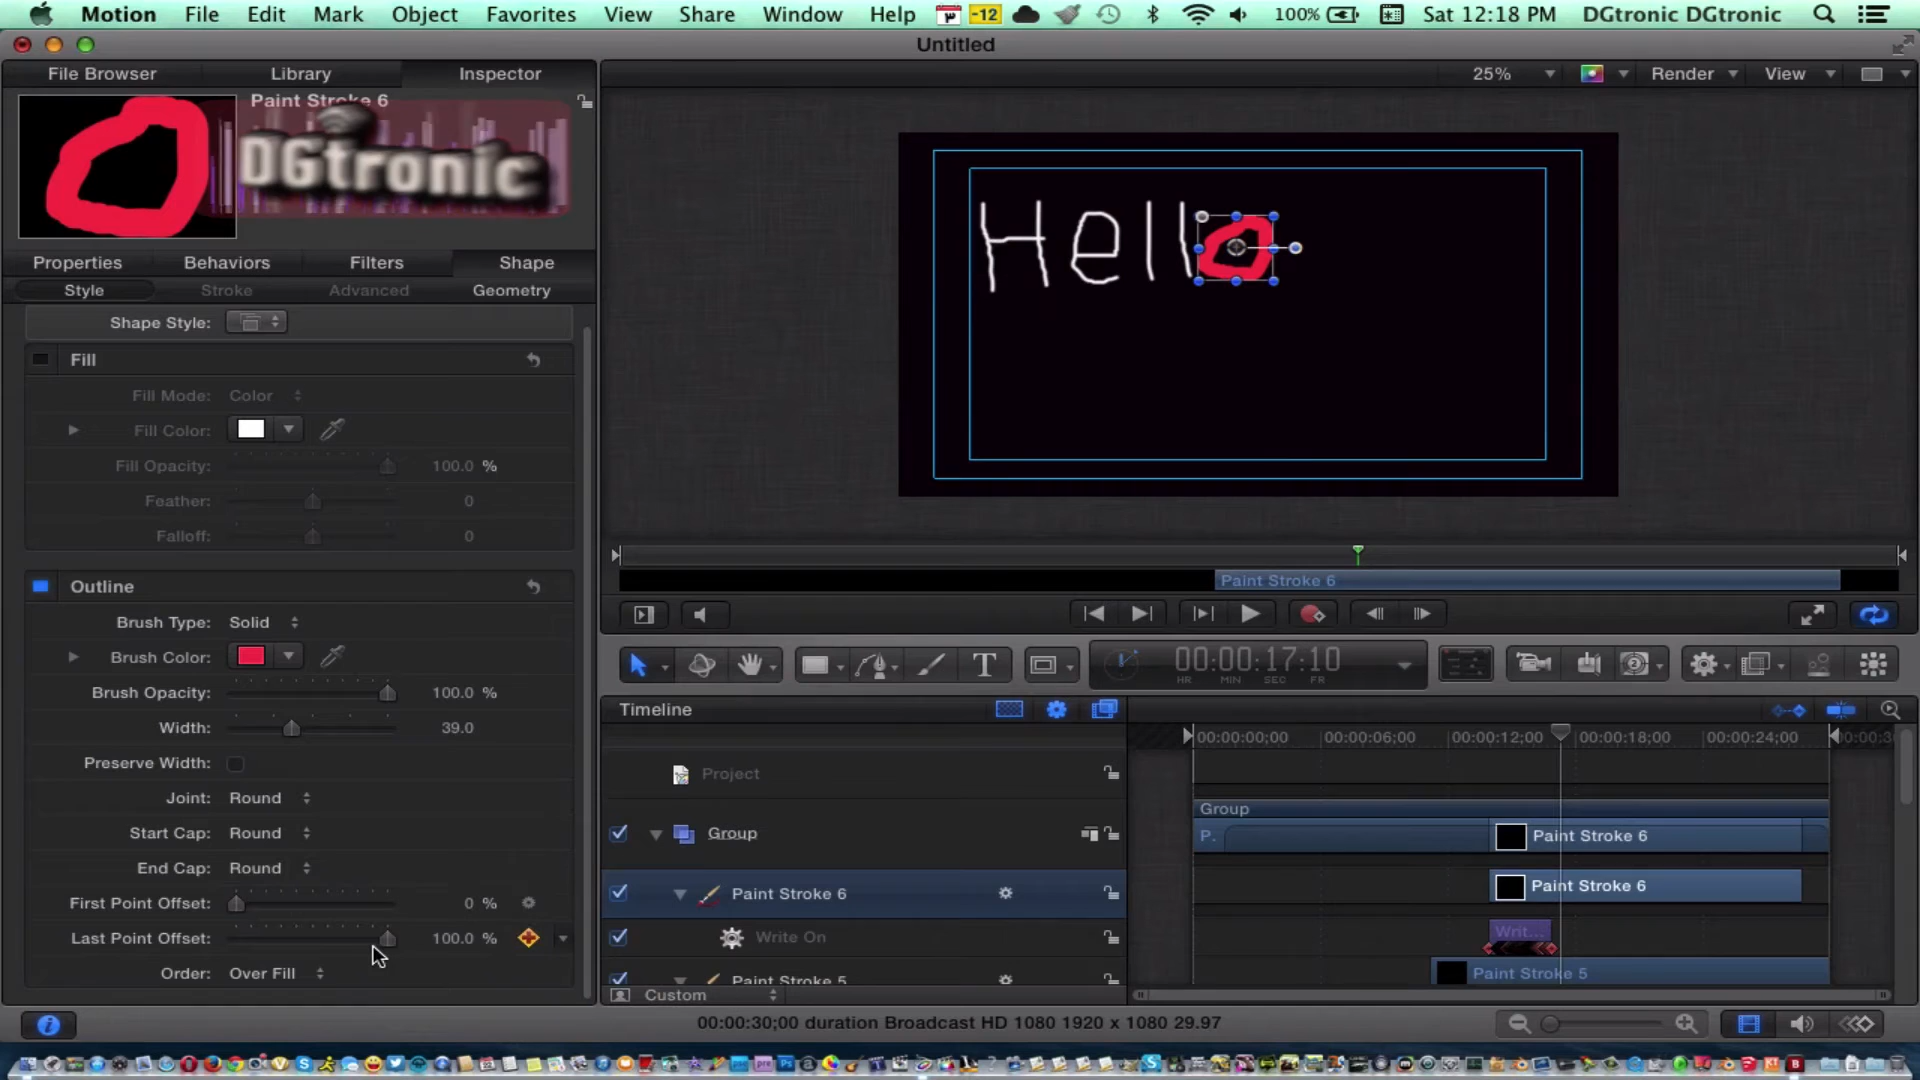 Motion File Edit Mark Object Favorites View Share Window Help -12 100% Sat 12:18 PM DGtronic DGtronic
Untitled
File Browser Library Inspector
25% Render View
Paint Stroke 6
DGtronic
Hello
Properties Behaviors Filters Shape
Style Stroke Advanced Geometry
Shape Style:
Fill
Fill Mode: Color
Fill Color:
Fill Opacity: 100.0 %
Feather: 0
Falloff: 0
Paint Stroke 6
Outline
Brush Type: Solid
Brush Color:
Brush Opacity: 100.0 %
Width: 39.0
Preserve Width:
Joint: Round
Start Cap: Round
End Cap: Round
First Point Offset: 0 %
Last Point Offset: 100.0 %
Order: Over Fill
T
00:00:17:10
HR MIN SEC FR
2
Timeline
00:00:00;00 00:00:06;00 00:00:12;00 00:00:18;00 00:00:24;00
Project
Group
Group
P.. Paint Stroke 6
Paint Stroke 6
Paint Stroke 6
Write On
Writ...
Paint Stroke 5
Paint Stroke 5
Custom
00:00:30;00 duration Broadcast HD 1080 1920 x 1080 29.97